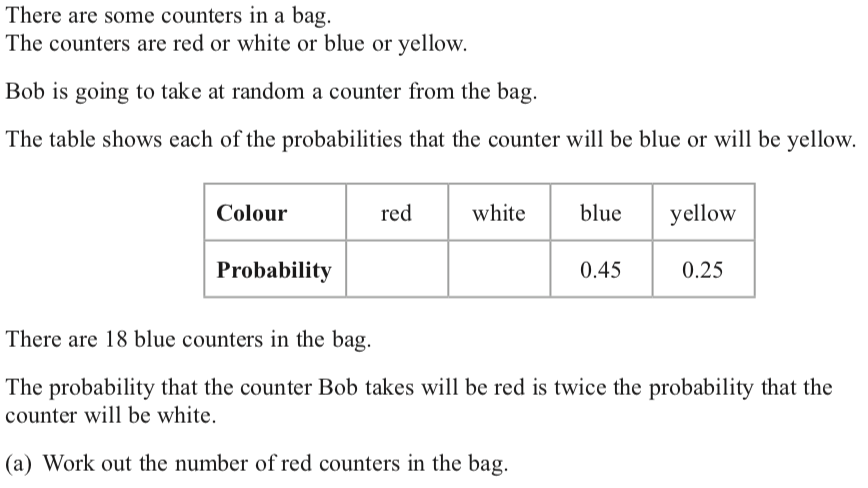 There are some counters in a bag.
The counters are red or white or blue or yellow.
Bob is going to take at random a counter from the bag.
The table shows each of the probabilities that the counter will be blue or will be yellow.
Colour red white blue yellow
Probability 0.45 0.25
There are 18 blue counters in the bag.
The probability that the counter Bob takes will be red is twice the probability that the
counter will be white.
(a) Work out the number of red counters in the bag.